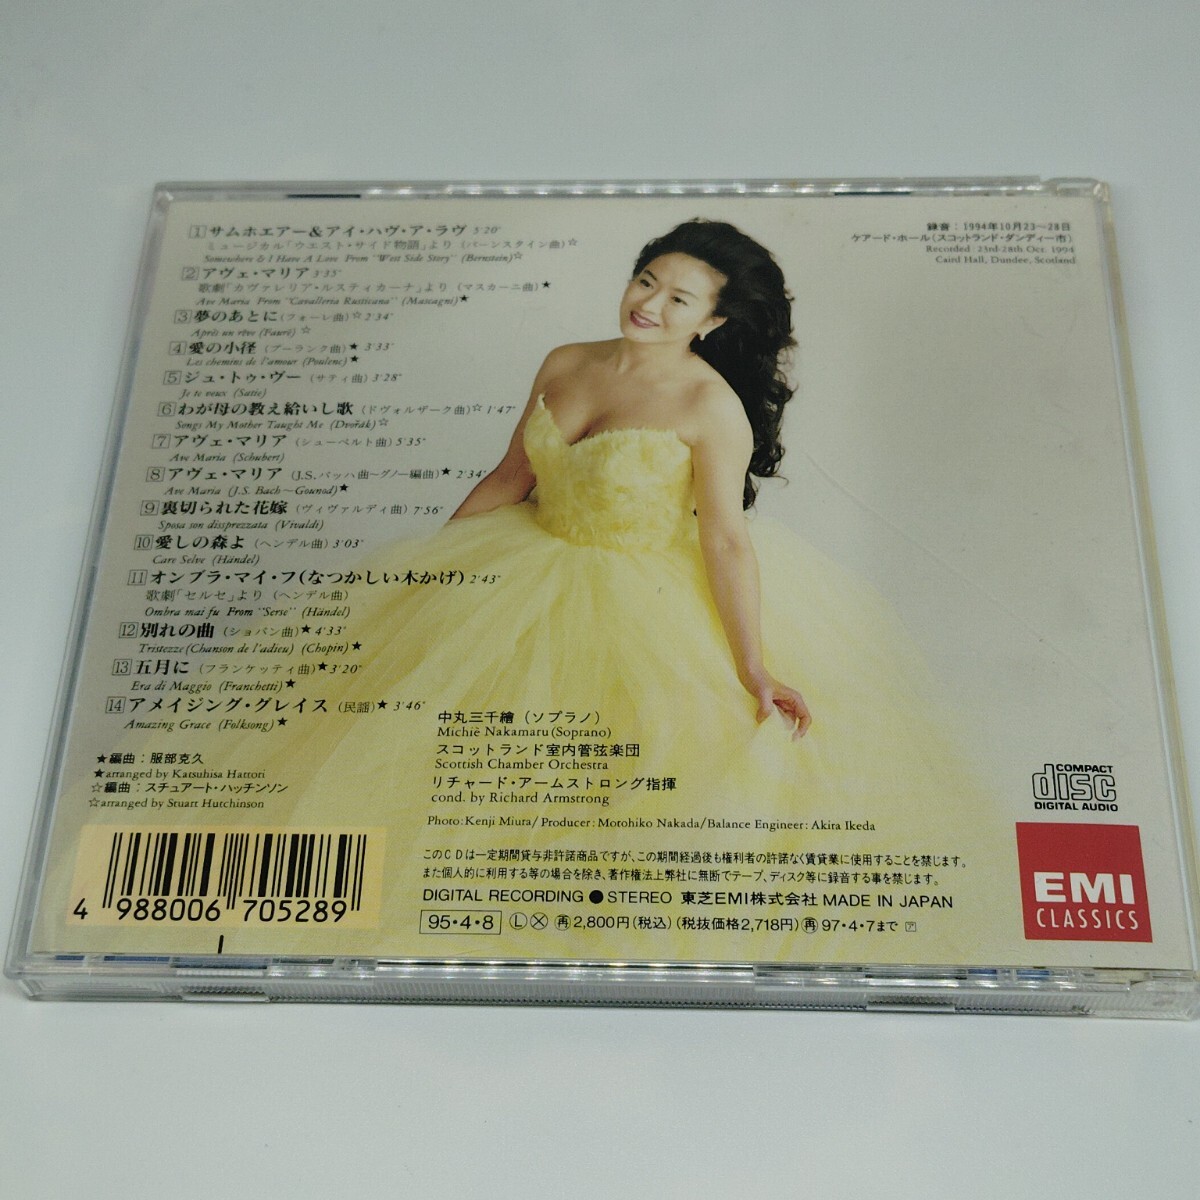 1 サムホエアー&アイ・ハヴ・ア・ラヴ 5'20"
ミュージカル「ウエスト・サイド物語」より (バーンスタイン曲)☆
Somewhere & I Have A Love From "West Side Story" (Bernstein)☆
2 アヴェ・マリア 3'35"
歌劇「カヴァレリア・ルスティカーナ」より (マスカーニ曲)★
Ave Maria From "Cavalleria Rusticana" (Mascagni)★
3 夢のあとに (フォーレ曲)☆ 2'34"
Après un rêve (Fauré) ☆
4 愛の小径 (プーランク曲)★ 3'33"
Les chemins de l'amour (Poulenc)★
5 ジュ・トゥ・ヴー (サティ曲) 3'28"
Je te veux (Satie)
6 わが母の教え給いし歌 (ドヴォルザーク曲)☆ 1'47"
Songs My Mother Taught Me (Dvořák)☆
7 アヴェ・マリア (シューベルト曲) 5'35"
Ave Maria (Schubert)
8 アヴェ・マリア (J.S.バッハ曲〜グノー編曲)★ 2'34"
Ave Maria (J.S. Bach〜Gounod)★
9 裏切られた花嫁 (ヴィヴァルディ曲) 7'56"
Sposa son dissprezzata (Vivaldi)
10 愛しの森よ (ヘンデル曲) 3'03"
Care Selve (Händel)
11 オンブラ・マイ・フ(なつかしい木かげ) 2'43"
歌劇「セルセ」より (ヘンデル曲)
Ombra mai fu From "Serse" (Händel)
12 別れの曲 (ショパン曲)★ 4'33"
Tristezze (Chanson de l'adieu) (Chopin)★
13 五月に (フランケッティ曲)★ 3'20"
Era di Maggio (Franchetti)★
14 アメイジング・グレイス (民謡)★ 3'46"
Amazing Grace (Folksong)★
★編曲：服部克久
★arranged by Katsuhisa Hattori
☆編曲：スチュアート・ハッチンソン
☆arranged by Stuart Hutchinson
録音：1994年10月23〜28日
ケアード・ホール(スコットランド・ダンディー市)
Recorded : 23rd-28th Oct. 1994
Caird Hall, Dundee, Scotland
中丸三千繪 (ソプラノ)
Michiè Nakamaru (Soprano)
スコットランド室内管弦楽団
Scottish Chamber Orchestra
リチャード・アームストロング指揮
cond. by Richard Armstrong
Photo : Kenji Miura / Producer : Motohiko Nakada / Balance Engineer : Akira Ikeda
このCDは一定期間貸与非許諾商品ですが、この期間経過後も権利者の許諾なく賃貸業に使用することを禁じます。
また個人的に利用する等の場合を除き、著作権法上弊社に無断でテープ、ディスク等に録音する事を禁じます。
DIGITAL RECORDING ● STEREO 東芝EMI株式会社 MADE IN JAPAN
95・4・8 Ⓛ Ⓧ 再 2,800円(税込) (税抜価格2,718円) 再 97・4・7まで ア
4 988006 705289
COMPACT
disc
DIGITAL AUDIO
EMI
CLASSICS